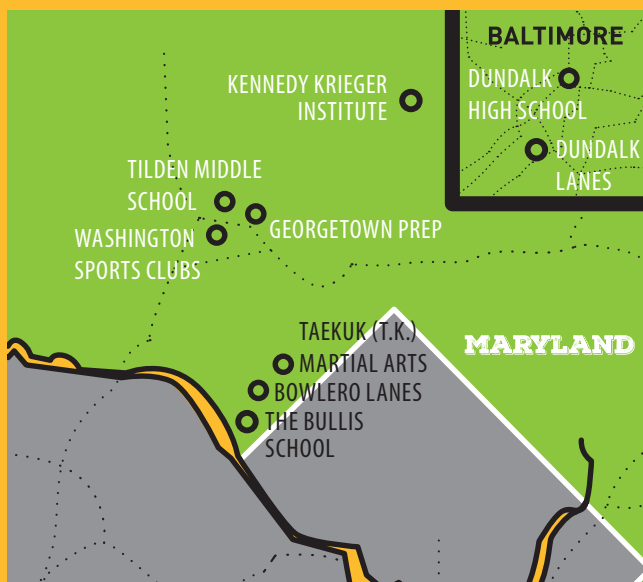 BALTIMORE
DUNDALK
HIGH SCHOOL
DUNDALK
LANES
KENNEDY KRIEGER
INSTITUTE
TILDEN MIDDLE
SCHOOL
GEORGETOWN PREP
WASHINGTON
SPORTS CLUBS
TAEKUK (T.K.)
MARTIAL ARTS
BOWLERO LANES
THE BULLIS
SCHOOL
MARYLAND